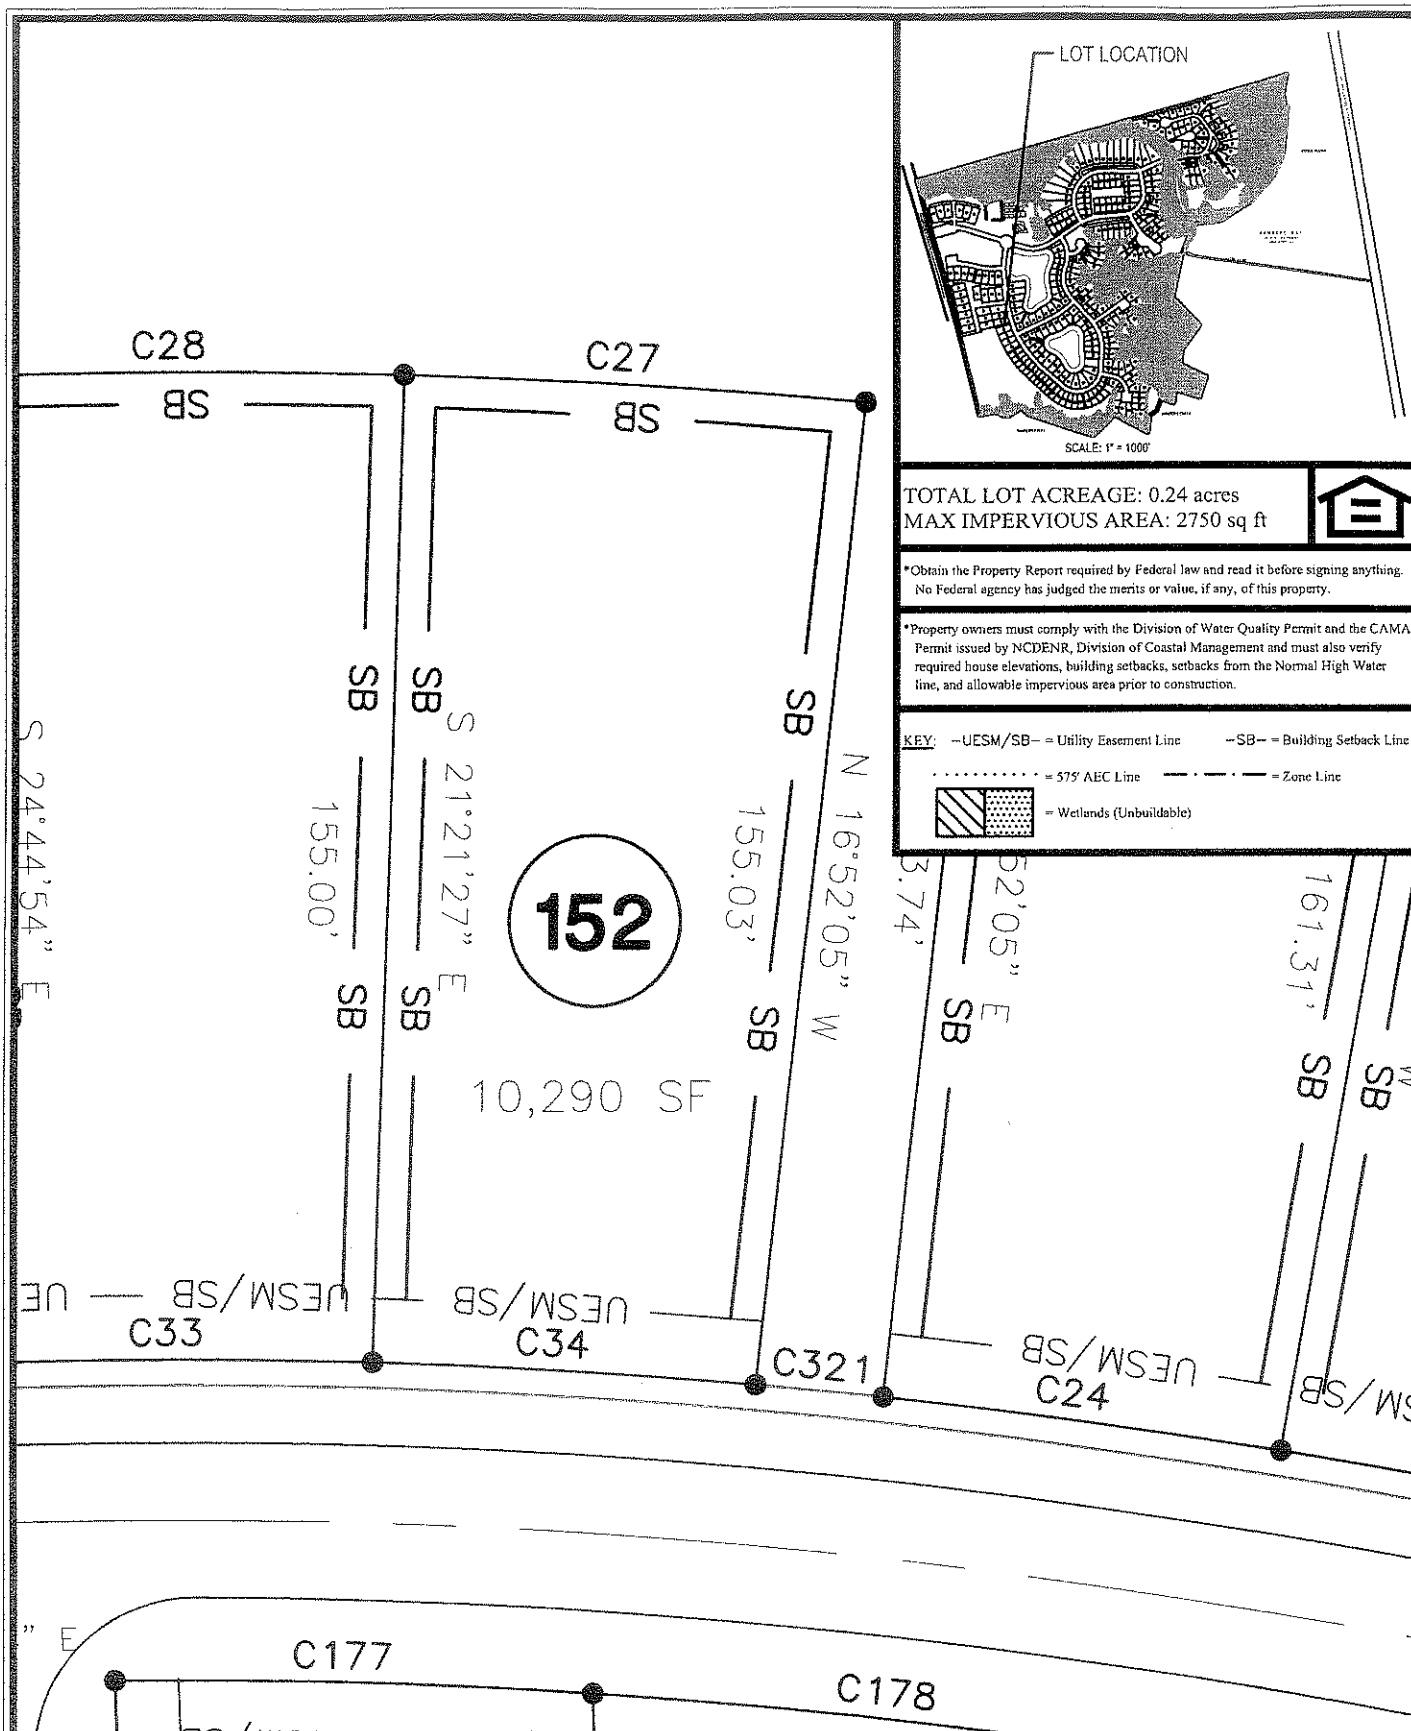 LOT LOCATION
SCALE: 1" = 1000'
TOTAL LOT ACREAGE: 0.24 acres
MAX IMPERVIOUS AREA: 2750 sq ft
*Obtain the Property Report required by Federal law and read it before signing anything.
No Federal agency has judged the merits or value, if any, of this property.
*Property owners must comply with the Division of Water Quality Permit and the CAMA
Permit issued by NCDENR, Division of Coastal Management and must also verify
required house elevations, building setbacks, setbacks from the Normal High Water
line, and allowable impervious area prior to construction.
KEY: --UESM/SB-- = Utility Easement Line --SB-- = Building Setback Line
= 575' AEC Line = Zone Line
= Wetlands (Unbuildable)
C28
C27
SB
SB
SB
SB
SB
S 24°44'54" E
155.00'
S 21°21'27" E
152
155.03'
N 16°52'05" W
3.74'
52'05" E
161.31'
SB
SB
SB
SB
SB
SB
W
10,290 SF
UE
UESM/SB
UESM/SB
UESM/SB
M/SB
C33
C34
C321
C24
" E
C177
C178